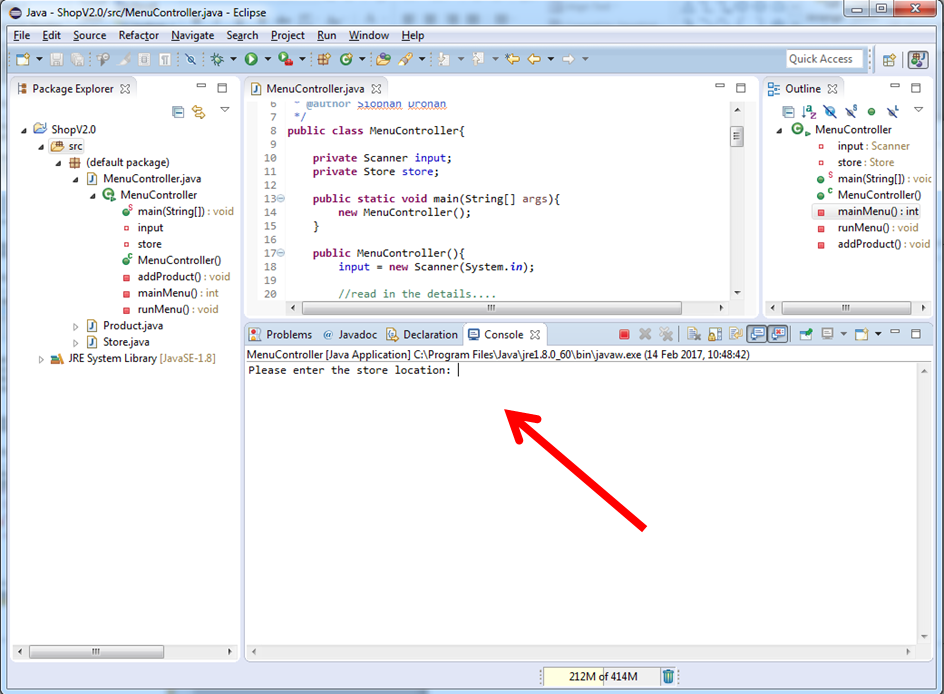 Java - ShopV2.0/src/MenuController.java - Eclipse
File Edit Source Refactor Navigate Search Project Run Window Help
Quick Access
Package Explorer
ShopV2.0
src
(default package)
MenuController.java
MenuController
main(String[]) : void
input
store
MenuController()
addProduct() : void
mainMenu() : int
runMenu() : void
Product.java
Store.java
JRE System Library [JavaSE-1.8]
MenuController.java
6 * @author Siobhan Drohan
7 */
8 public class MenuController{
9
10 private Scanner input;
11 private Store store;
12
13 public static void main(String[] args){
14 new MenuController();
15 }
16
17 public MenuController(){
18 input = new Scanner(System.in);
19
20 //read in the details....
Outline
MenuController
input : Scanner
store : Store
main(String[]) : void
MenuController()
mainMenu() : int
runMenu() : void
addProduct() : void
Problems @ Javadoc Declaration Console
MenuController [Java Application] C:\Program Files\Java\jre1.8.0_60\bin\javaw.exe (14 Feb 2017, 10:48:42)
Please enter the store location:
212M of 414M